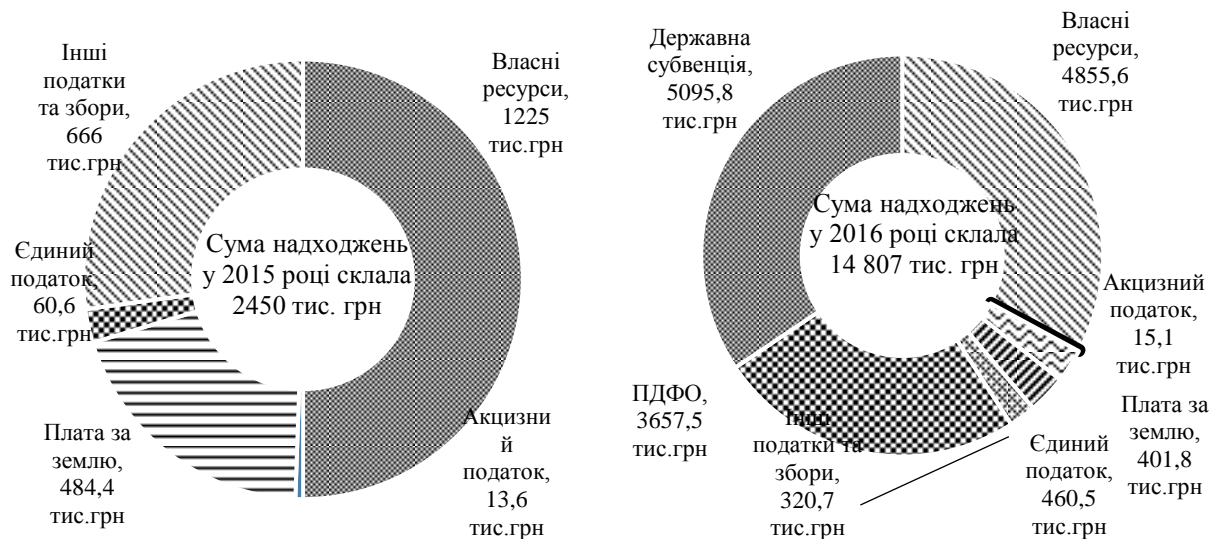 Інші
податки
та збори,
666
тис.грн
Власні
ресурси,
1225
тис.грн
Єдиний
податок,
60,6
тис.грн
Сума надходжень
у 2015 році склала
2450 тис. грн
Плата за
землю,
484,4
тис.грн
Акцизни
й
податок,
13,6
тис.грн
Державна
субвенція,
5095,8
тис.грн
Власні
ресурси,
4855,6
тис.грн
Сума надходжень
у 2016 році склала
14 807 тис. грн
Акцизний
податок,
15,1
тис.грн
ПДФО,
3657,5
тис.грн
Інші
податки та
збори,
320,7
тис.грн
Єдиний
податок,
460,5
тис.грн
Плата за
землю,
401,8
тис.грн